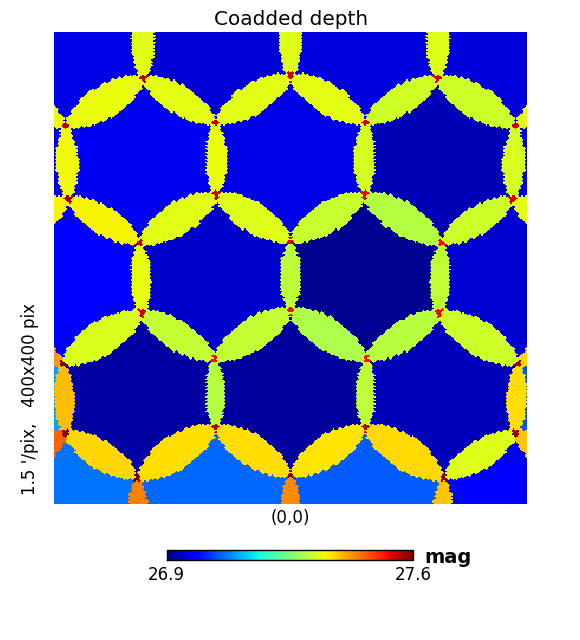 Coadded depth
1.5 '/pix,    400x400 pix
(0,0)
mag
26.9 27.6